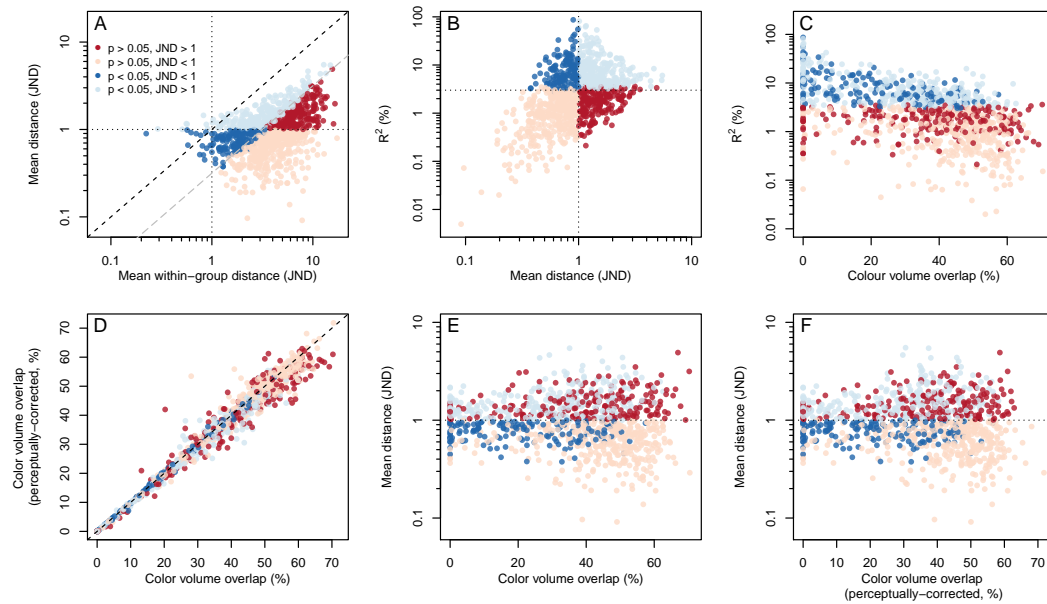 A
p > 0.05, JND > 1
p > 0.05, JND < 1
p < 0.05, JND < 1
p < 0.05, JND > 1
Mean distance (JND)
10
1
0.1
0.1
1
10
Mean within-group distance (JND)
B
R² (%)
100
10
1
0.1
0.01
0.1
1
10
Mean distance (JND)
C
R² (%)
100
10
1
0.1
0.01
0
20
40
60
Colour volume overlap (%)
D
Color volume overlap
(perceptually-corrected, %)
70
60
50
40
30
20
10
0
0
10
20
30
40
50
60
70
Color volume overlap (%)
E
Mean distance (JND)
10
1
0.1
0
20
40
60
Color volume overlap (%)
F
Mean distance (JND)
10
1
0.1
0
10
20
30
40
50
60
70
Color volume overlap
(perceptually-corrected, %)